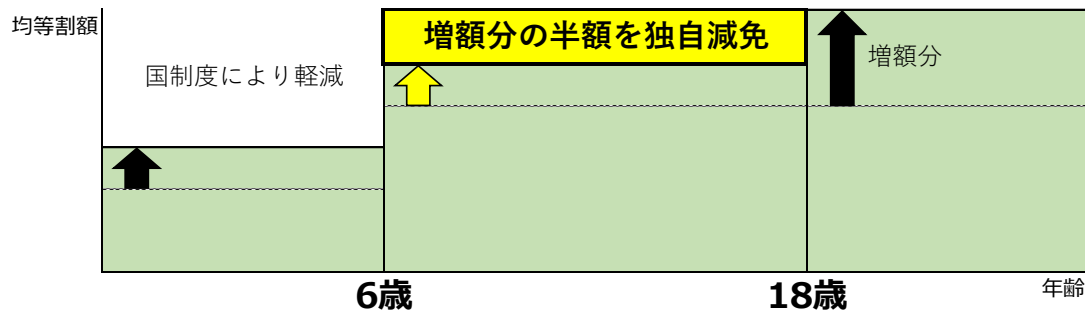 均等割額
増額分の半額を独自減免
国制度により軽減
増額分
6歳
18歳
年齢